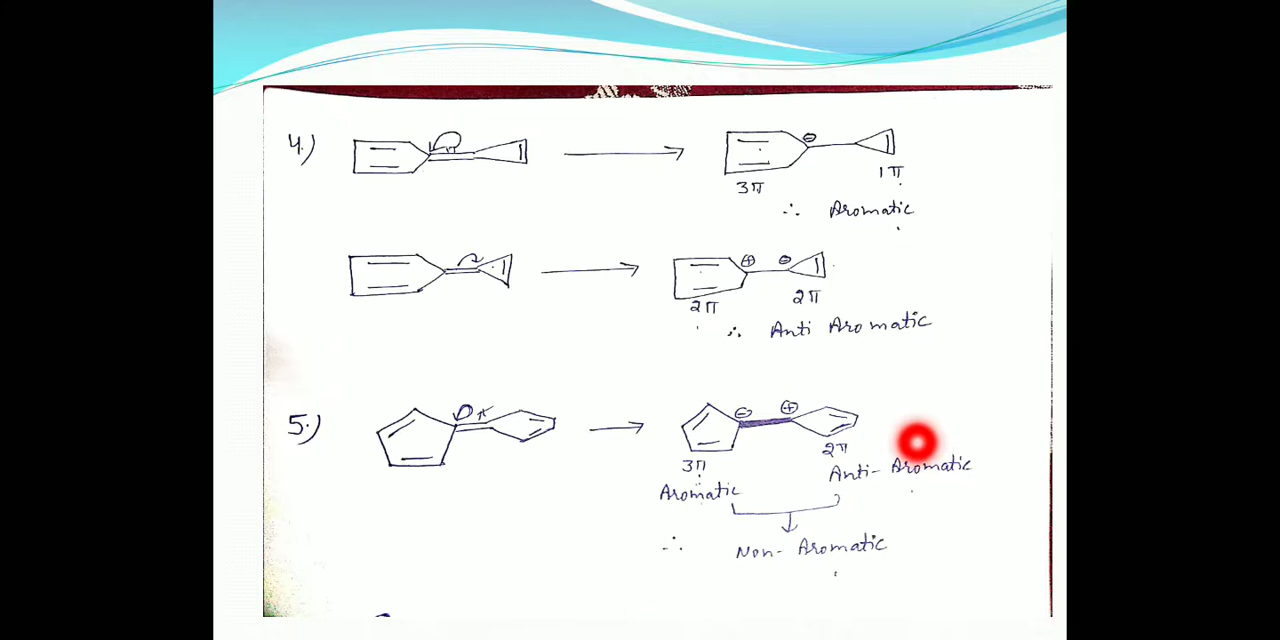 4.)
⊖
3π 1π
∴ Aromatic
⊕ ⊖
2π 2π
∴ Anti Aromatic
5.)
⊖ ⊕
3π 2π
Aromatic Anti-Aromatic
∴ Non-Aromatic